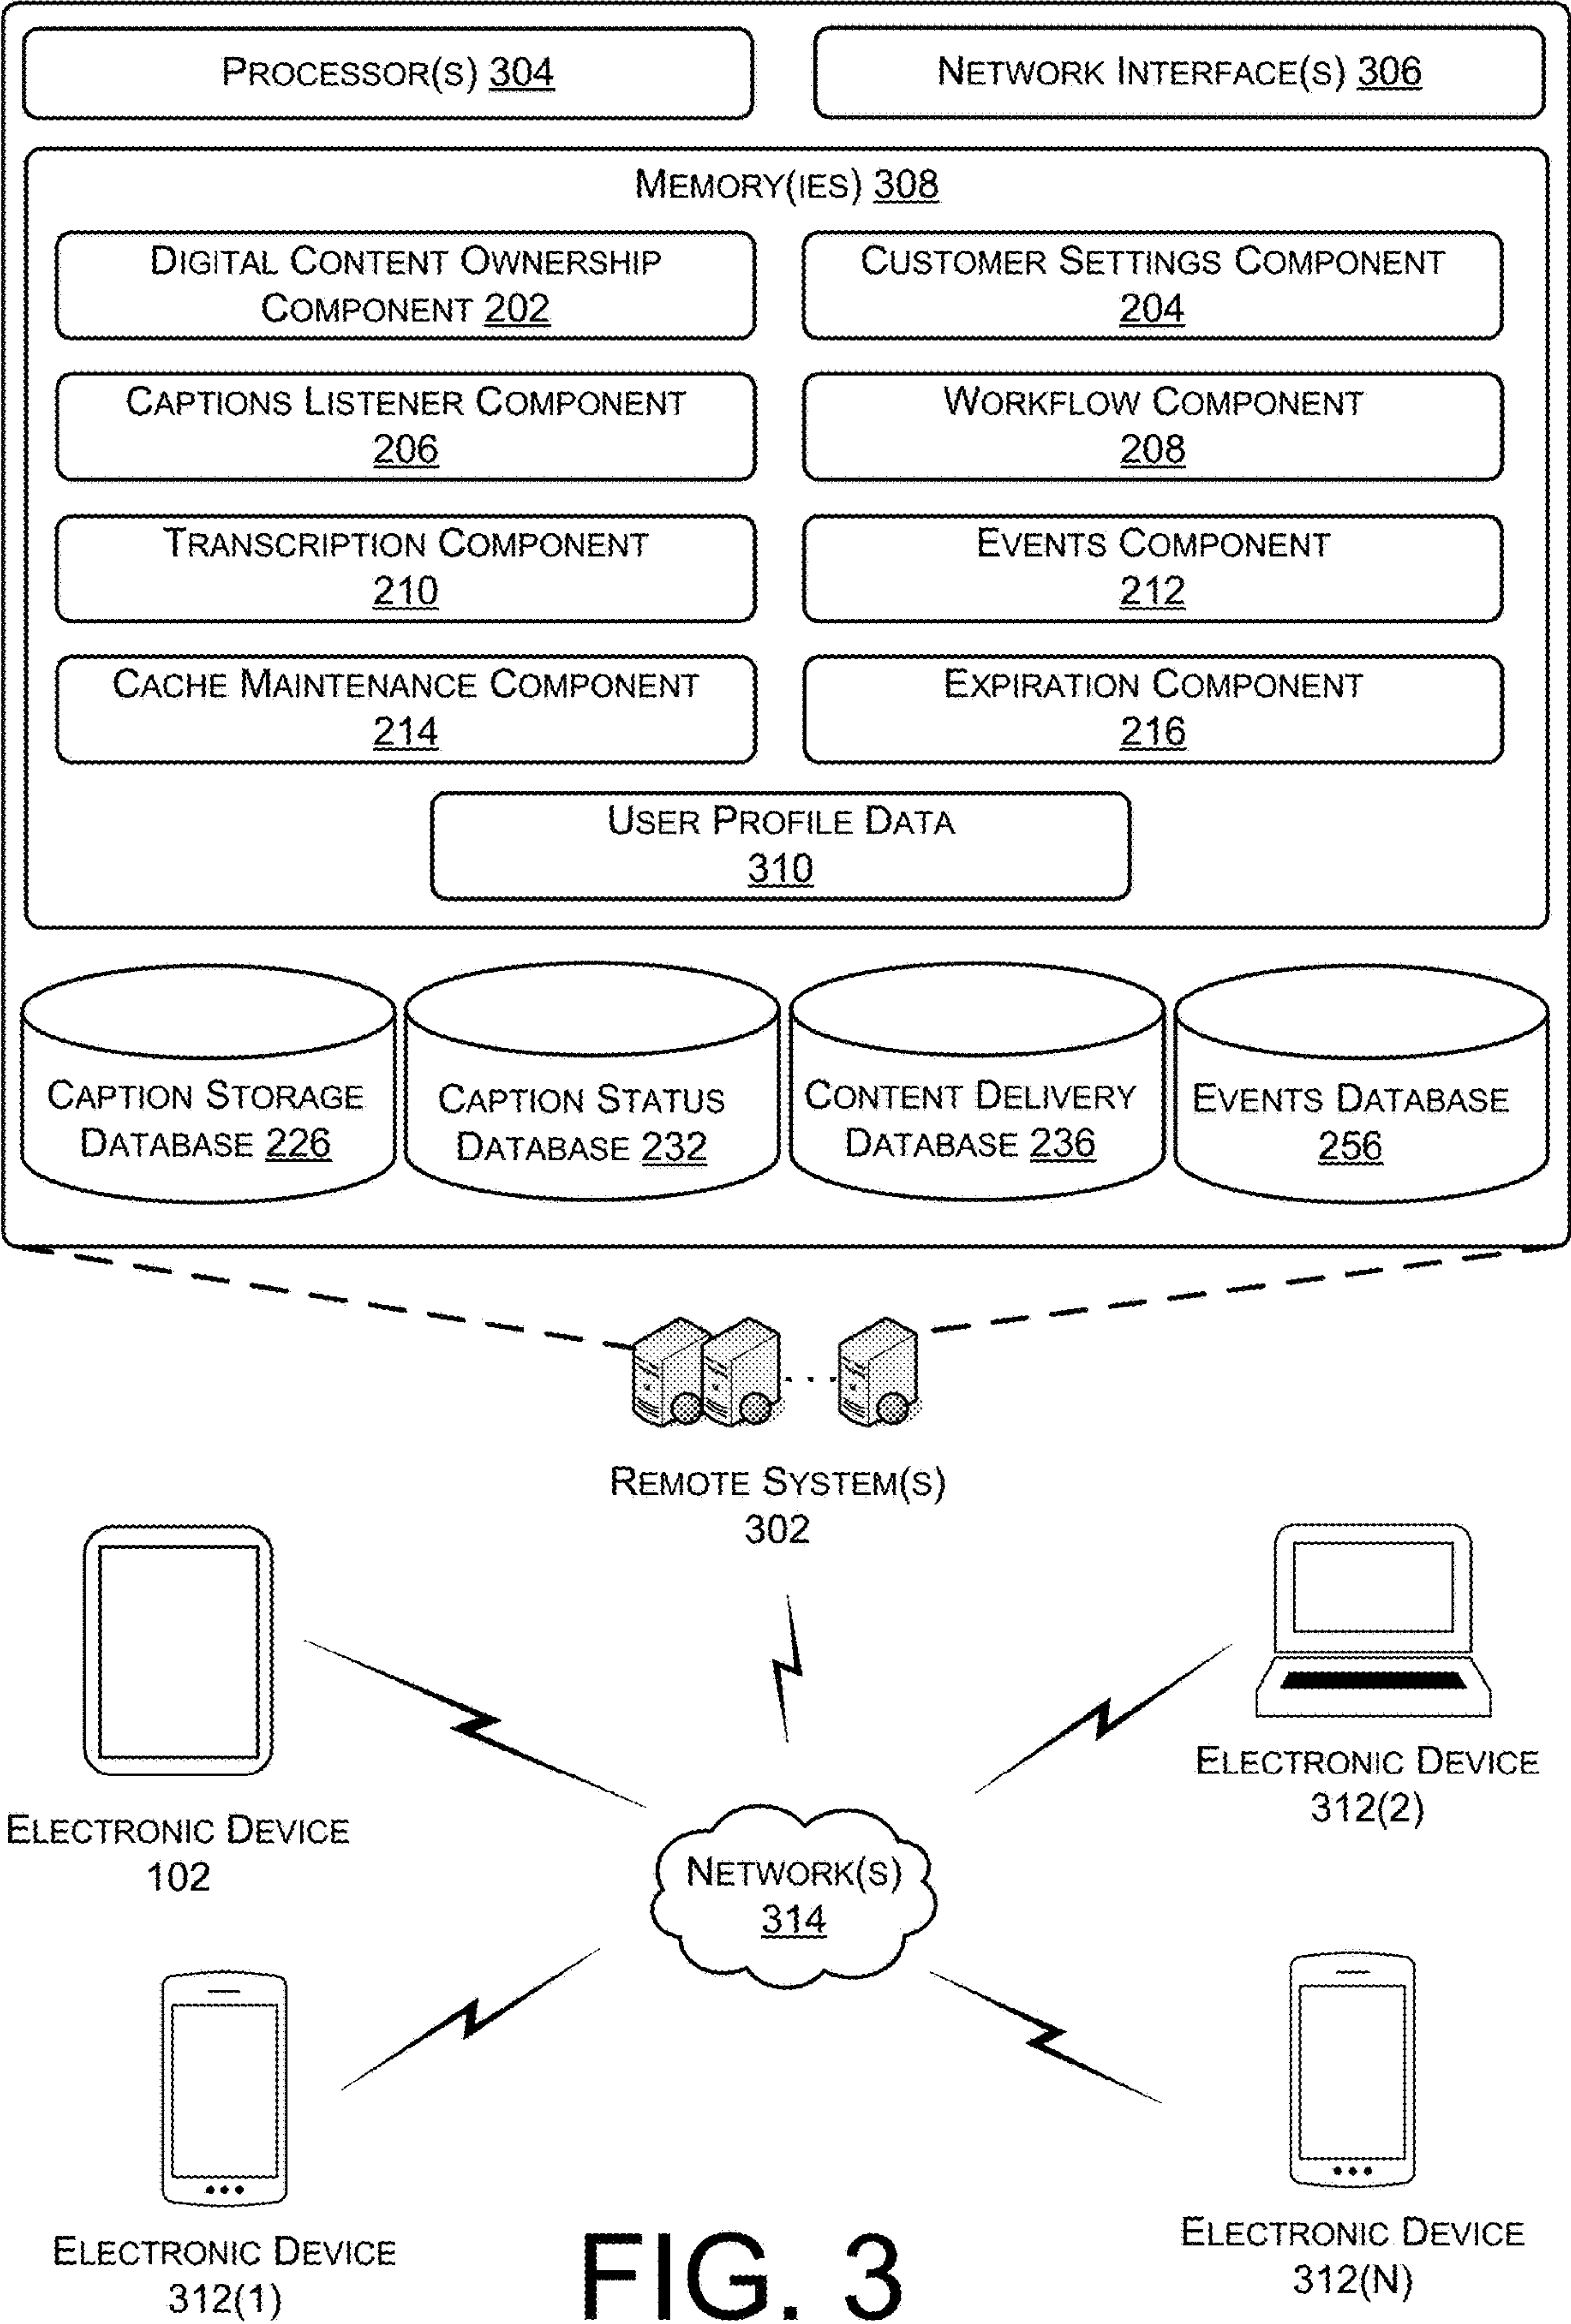 PROCESSOR(S) 304
NETWORK INTERFACE(S) 306
MEMORY(IES) 308
DIGITAL CONTENT OWNERSHIP
COMPONENT 202
CUSTOMER SETTINGS COMPONENT
204
CAPTIONS LISTENER COMPONENT
206
WORKFLOW COMPONENT
208
TRANSCRIPTION COMPONENT
210
EVENTS COMPONENT
212
CACHE MAINTENANCE COMPONENT
214
EXPIRATION COMPONENT
216
USER PROFILE DATA
310
CAPTION STORAGE
DATABASE 226
CAPTION STATUS
DATABASE 232
CONTENT DELIVERY
DATABASE 236
EVENTS DATABASE
256
REMOTE SYSTEM(S)
302
ELECTRONIC DEVICE
102
ELECTRONIC DEVICE
312(2)
NETWORK(S)
314
ELECTRONIC DEVICE
312(1)
ELECTRONIC DEVICE
312(N)
FIG. 3